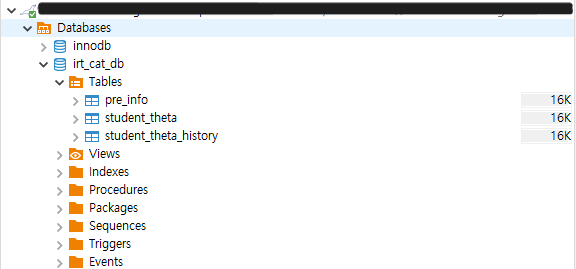 Databases
innodb
irt_cat_db
Tables
pre_info 16K
student_theta 16K
student_theta_history 16K
Views
Indexes
Procedures
Packages
Sequences
Triggers
Events